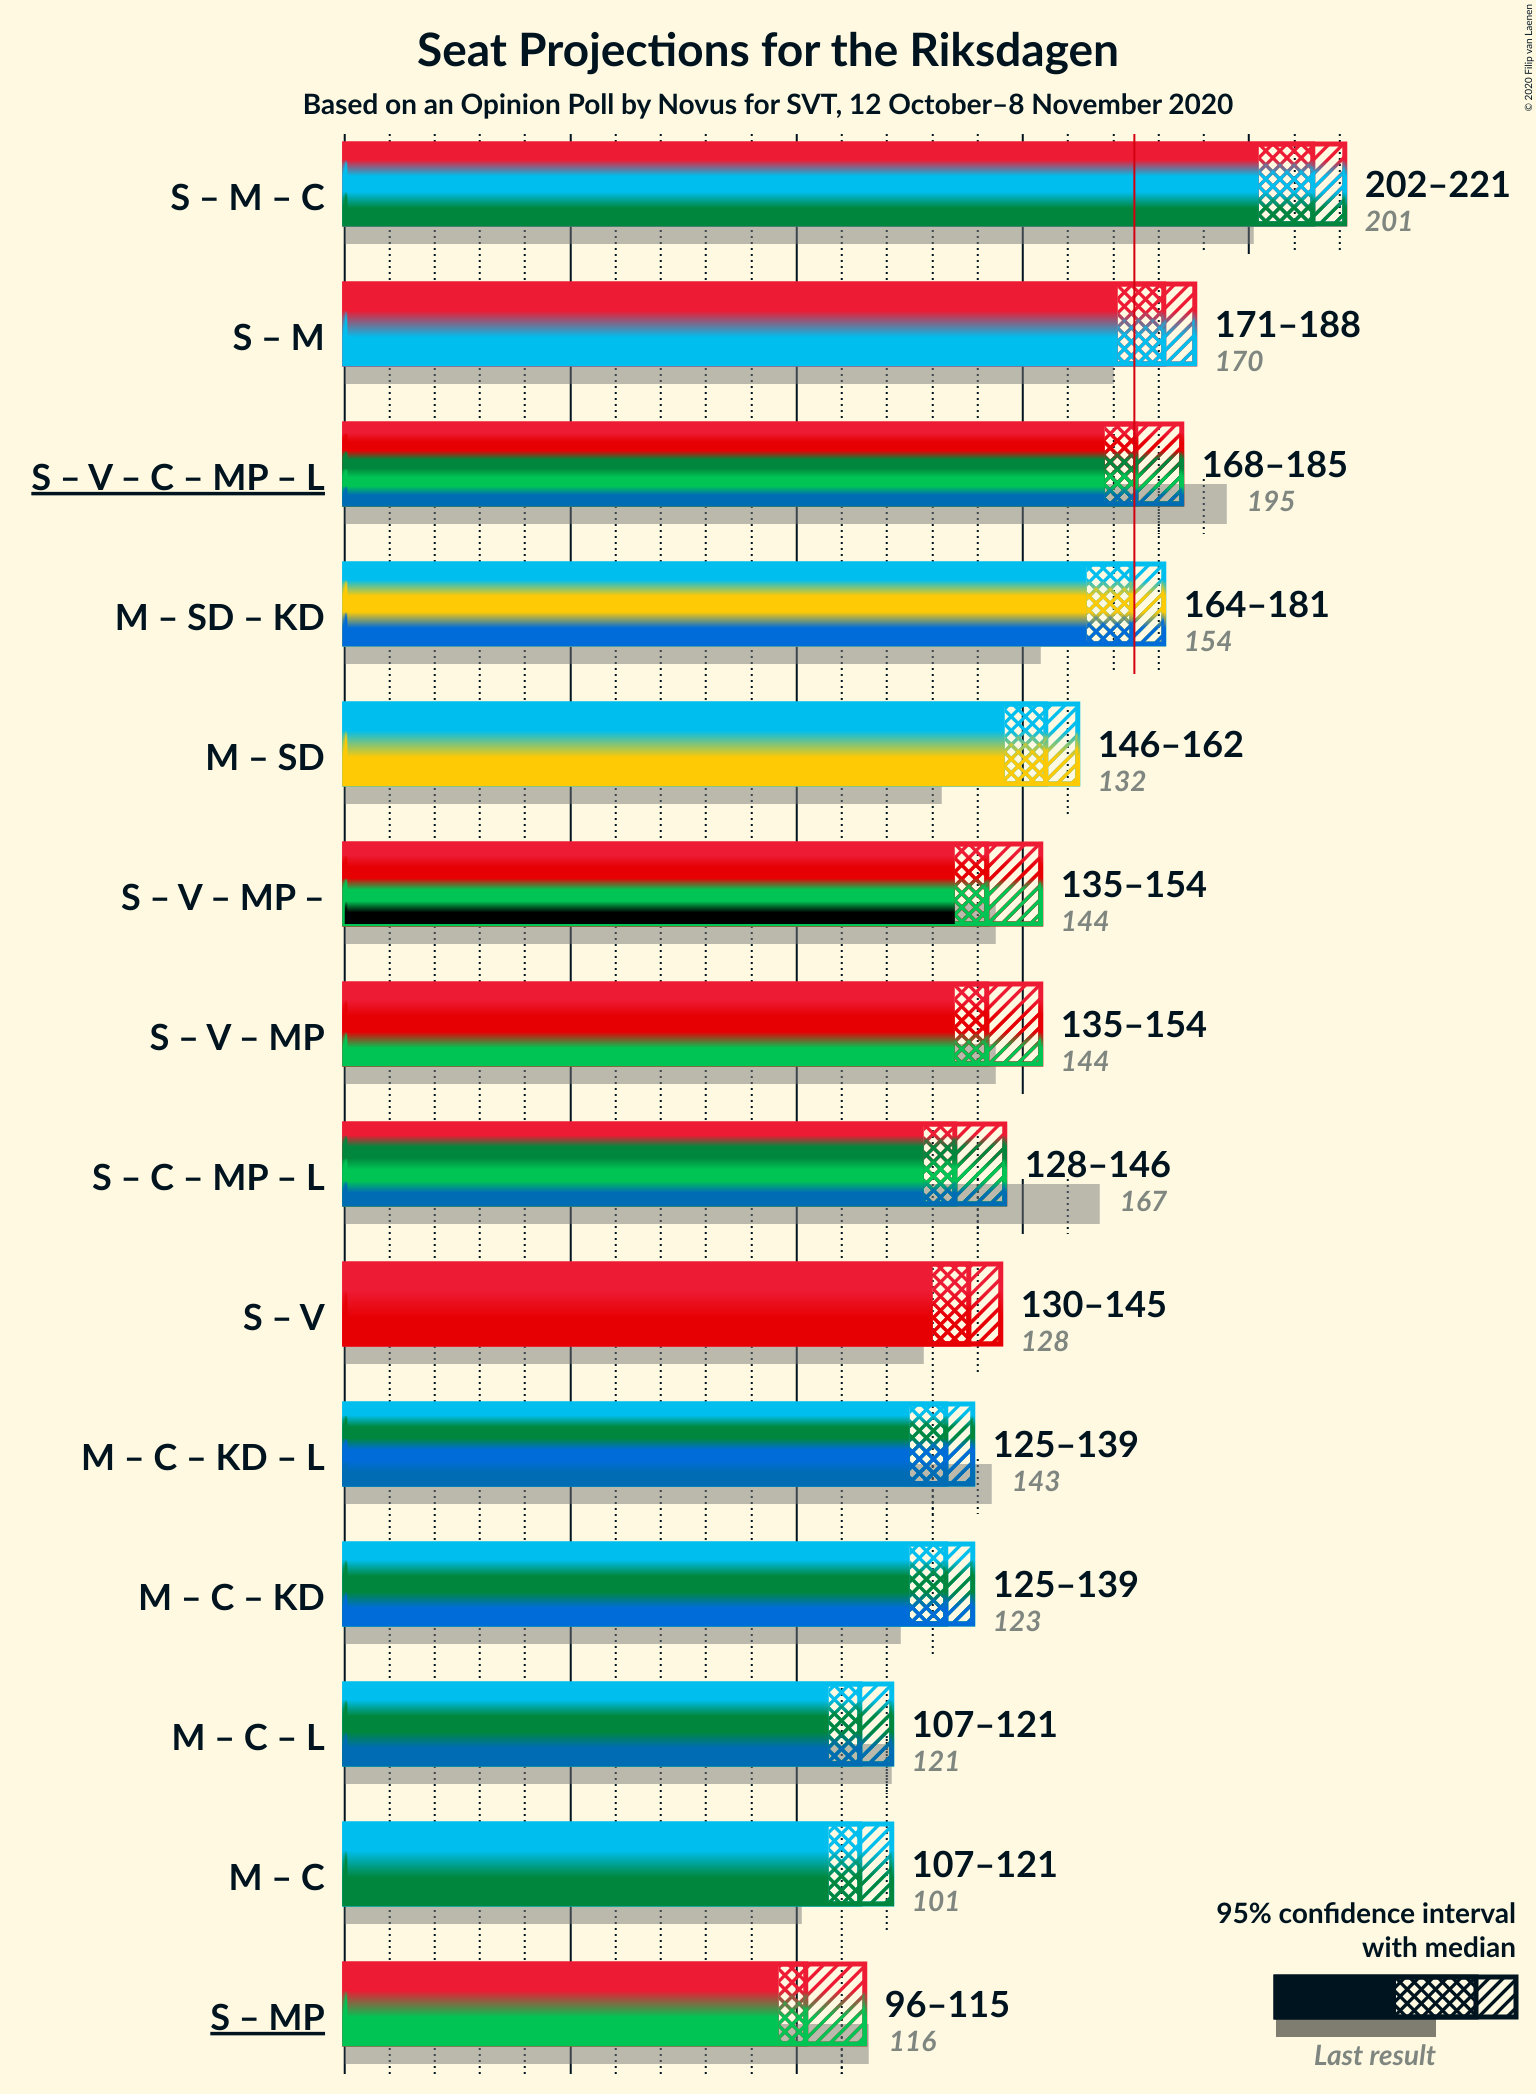 Seat Projections for the Riksdagen
Based on an Opinion Poll by Novus for SVT, 12 October–8 November 2020
© 2020 Filip van Laenen
S – M – C
202–221
201
S – M
171–188
170
S – V – C – MP – L
168–185
195
M – SD – KD
164–181
154
M – SD
146–162
132
S – V – MP –
135–154
144
S – V – MP
135–154
144
S – C – MP – L
128–146
167
S – V
130–145
128
M – C – KD – L
125–139
143
M – C – KD
125–139
123
M – C – L
107–121
121
M – C
107–121
101
S – MP
96–115
116
95% confidence interval
with median
Last result